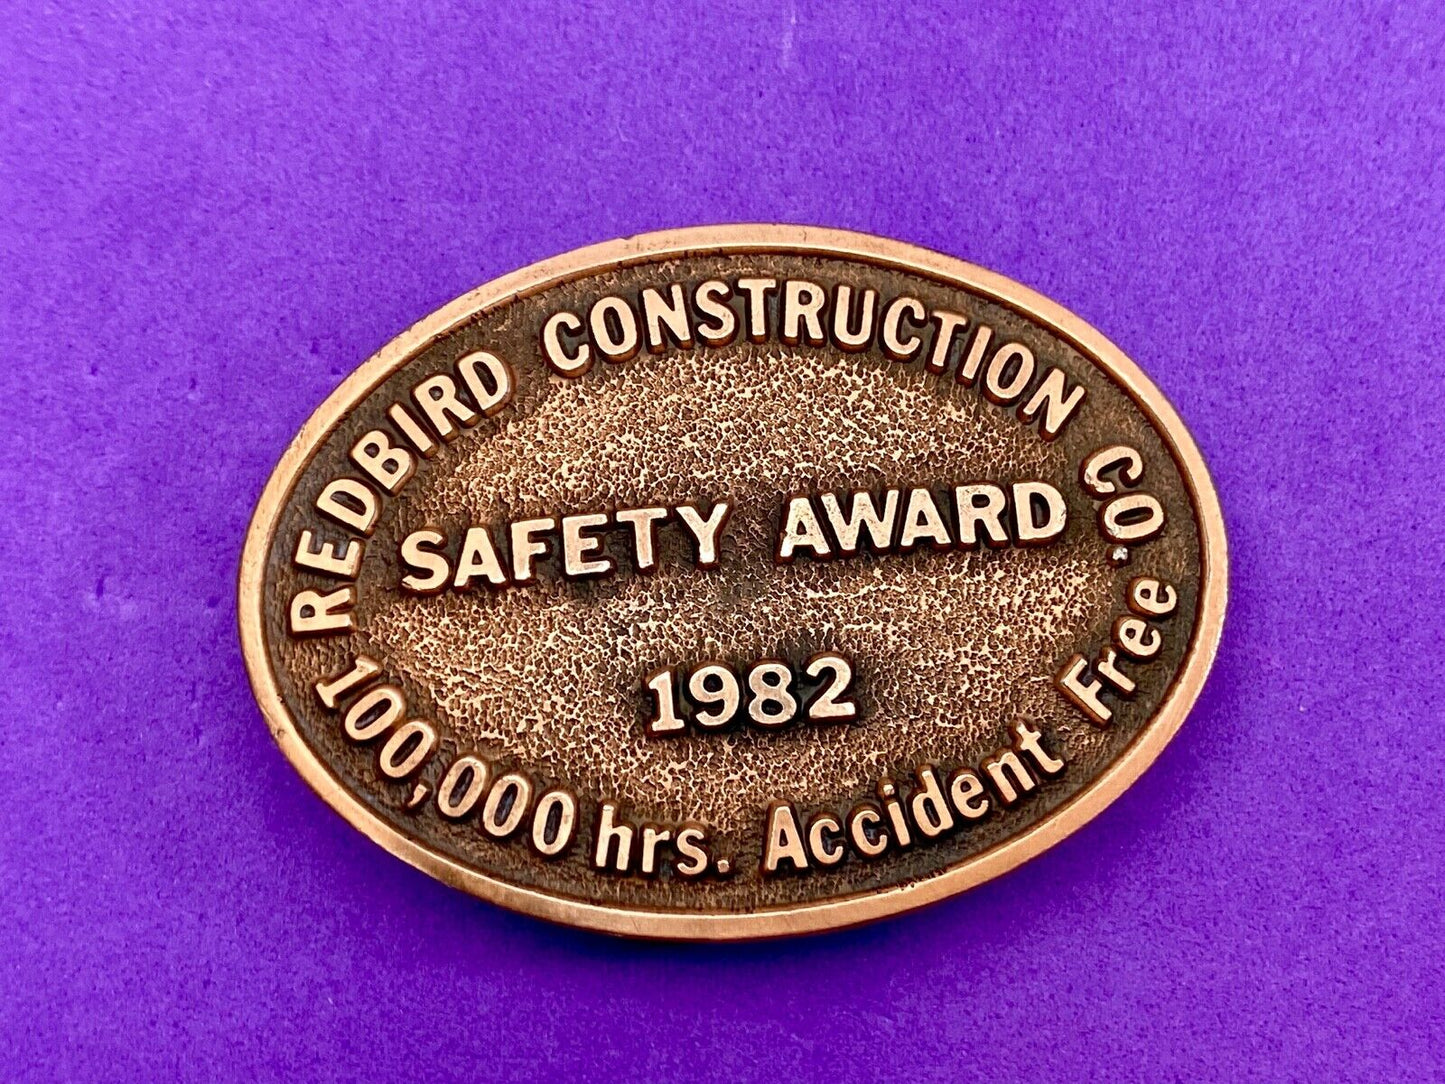 REDBIRD CONSTRUCTION CO.
SAFETY AWARD
1982
100,000 hrs. Accident Free